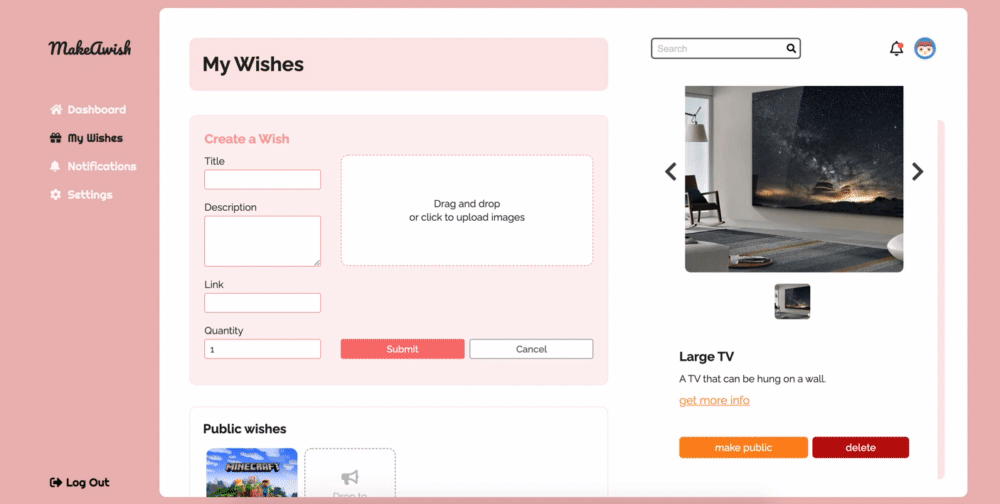 MakeAwish
Dashboard
My Wishes
Notifications
Settings
Log Out
My Wishes
Create a Wish
Title
Description
Link
Quantity
1
Drag and drop
or click to upload images
Submit
Cancel
Public wishes
MINECRAFT
Drop to
Search
Large TV
A TV that can be hung on a wall.
get more info
make public
delete